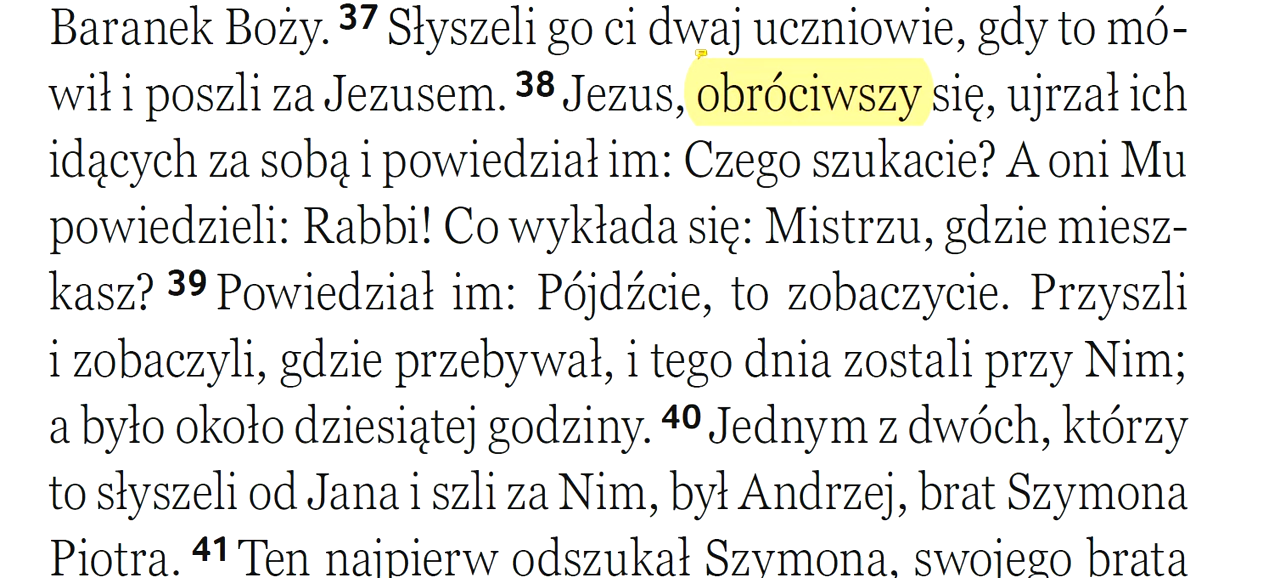 Baranek Boży. 37 Słyszeli go ci dwaj uczniowie, gdy to mó-
wił i poszli za Jezusem. 38 Jezus, obróciwszy się, ujrzał ich
idących za sobą i powiedział im: Czego szukacie? A oni Mu
powiedzieli: Rabbi! Co wykłada się: Mistrzu, gdzie miesz-
kasz? 39 Powiedział im: Pójdźcie, to zobaczycie. Przyszli
i zobaczyli, gdzie przebywał, i tego dnia zostali przy Nim;
a było około dziesiątej godziny. 40 Jednym z dwóch, którzy
to słyszeli od Jana i szli za Nim, był Andrzej, brat Szymona
Piotra. 41 Ten najpierw odszukał Szymona, swojego brata